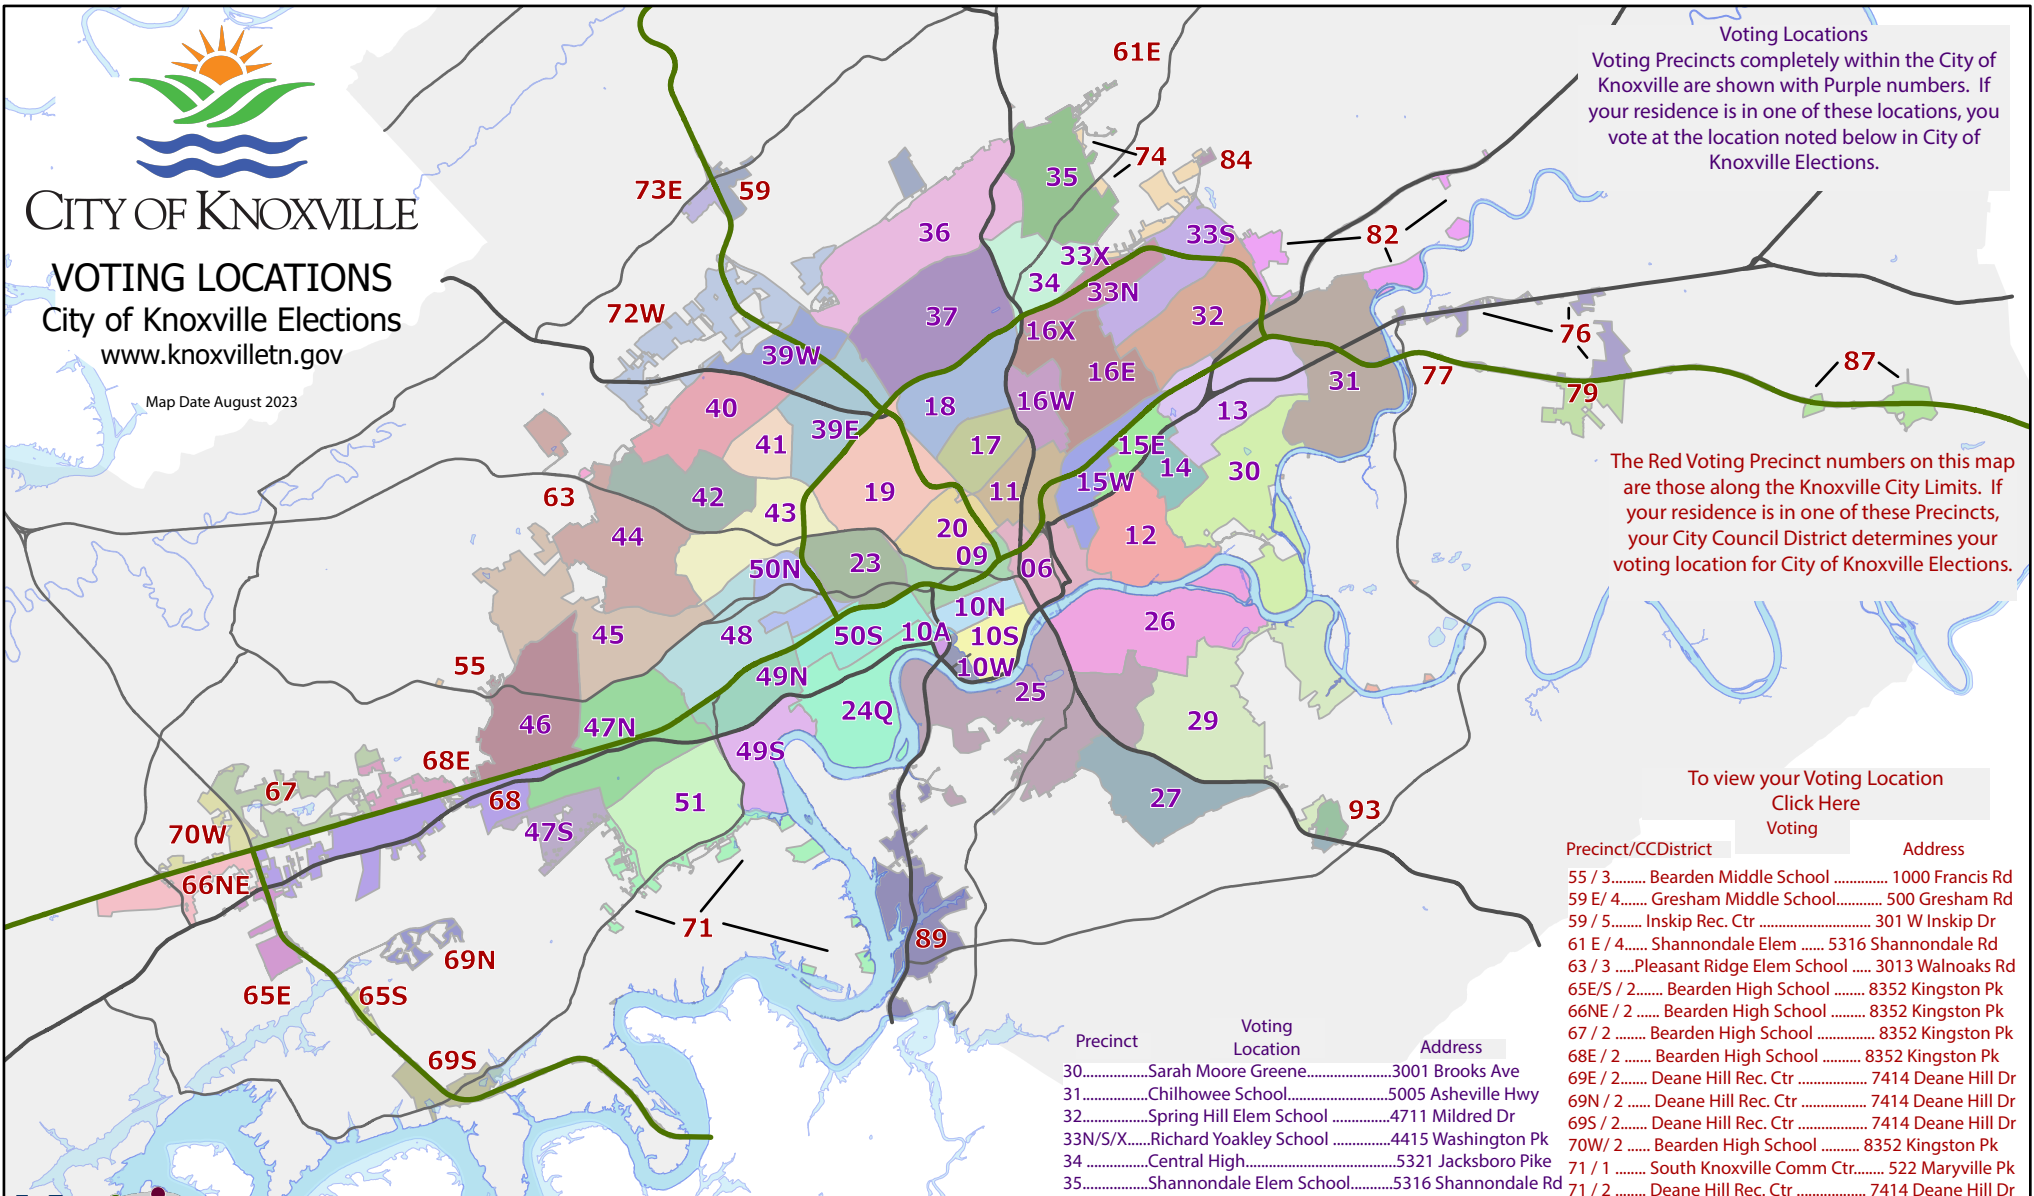 CITY OF KNOXVILLE
VOTING LOCATIONS
City of Knoxville Elections
www.knoxvilletn.gov
Map Date August 2023
Voting Locations
Voting Precincts completely within the City of
Knoxville are shown with Purple numbers. If
your residence is in one of these locations, you
vote at the location noted below in City of
Knoxville Elections.
61E
74
84
35
73E
59
36
33S
82
33X
34
33N
72W
37
32
16X
76
39W
16E
87
77
31
79
40
18
16W
13
39E
41
17
15E
14
30
63
42
19
11
15W
43
20
44
12
09
23
50N
06
10N
45
48
50S
10A
10S
26
55
49N
10W
25
24Q
46
47N
29
49S
68E
67
68
51
27
93
70W
47S
66NE
71
89
69N
65E
65S
69S
The Red Voting Precinct numbers on this map
are those along the Knoxville City Limits. If
your residence is in one of these Precincts,
your City Council District determines your
voting location for City of Knoxville Elections.
To view your Voting Location
Click Here
Voting
Precinct/CCDistrict Address
55 / 3......... Bearden Middle School .............. 1000 Francis Rd
59 E/ 4....... Gresham Middle School............ 500 Gresham Rd
59 / 5........ Inskip Rec. Ctr ............................. 301 W Inskip Dr
61 E / 4...... Shannondale Elem ...... 5316 Shannondale Rd
63 / 3 .....Pleasant Ridge Elem School ..... 3013 Walnoaks Rd
65E/S / 2....... Bearden High School ........ 8352 Kingston Pk
66NE / 2 ...... Bearden High School ......... 8352 Kingston Pk
67 / 2 ........ Bearden High School ............. 8352 Kingston Pk
68E / 2 ....... Bearden High School .......... 8352 Kingston Pk
69E / 2....... Deane Hill Rec. Ctr .................. 7414 Deane Hill Dr
69N / 2 ...... Deane Hill Rec. Ctr ................. 7414 Deane Hill Dr
69S / 2....... Deane Hill Rec. Ctr .................. 7414 Deane Hill Dr
70W/ 2 ...... Bearden High School .......... 8352 Kingston Pk
71 / 1 ........ South Knoxville Comm Ctr........ 522 Maryville Pk
71 / 2 ........ Deane Hill Rec. Ctr .................. 7414 Deane Hill Dr
Precinct Voting Location Address
30.................Sarah Moore Greene......................3001 Brooks Ave
31.................Chilhowee School..........................5005 Asheville Hwy
32.................Spring Hill Elem School ...............4711 Mildred Dr
33N/S/X......Richard Yoakley School ...............4415 Washington Pk
34 ................Central High.......................................5321 Jacksboro Pike
35.................Shannondale Elem School...........5316 Shannondale Rd